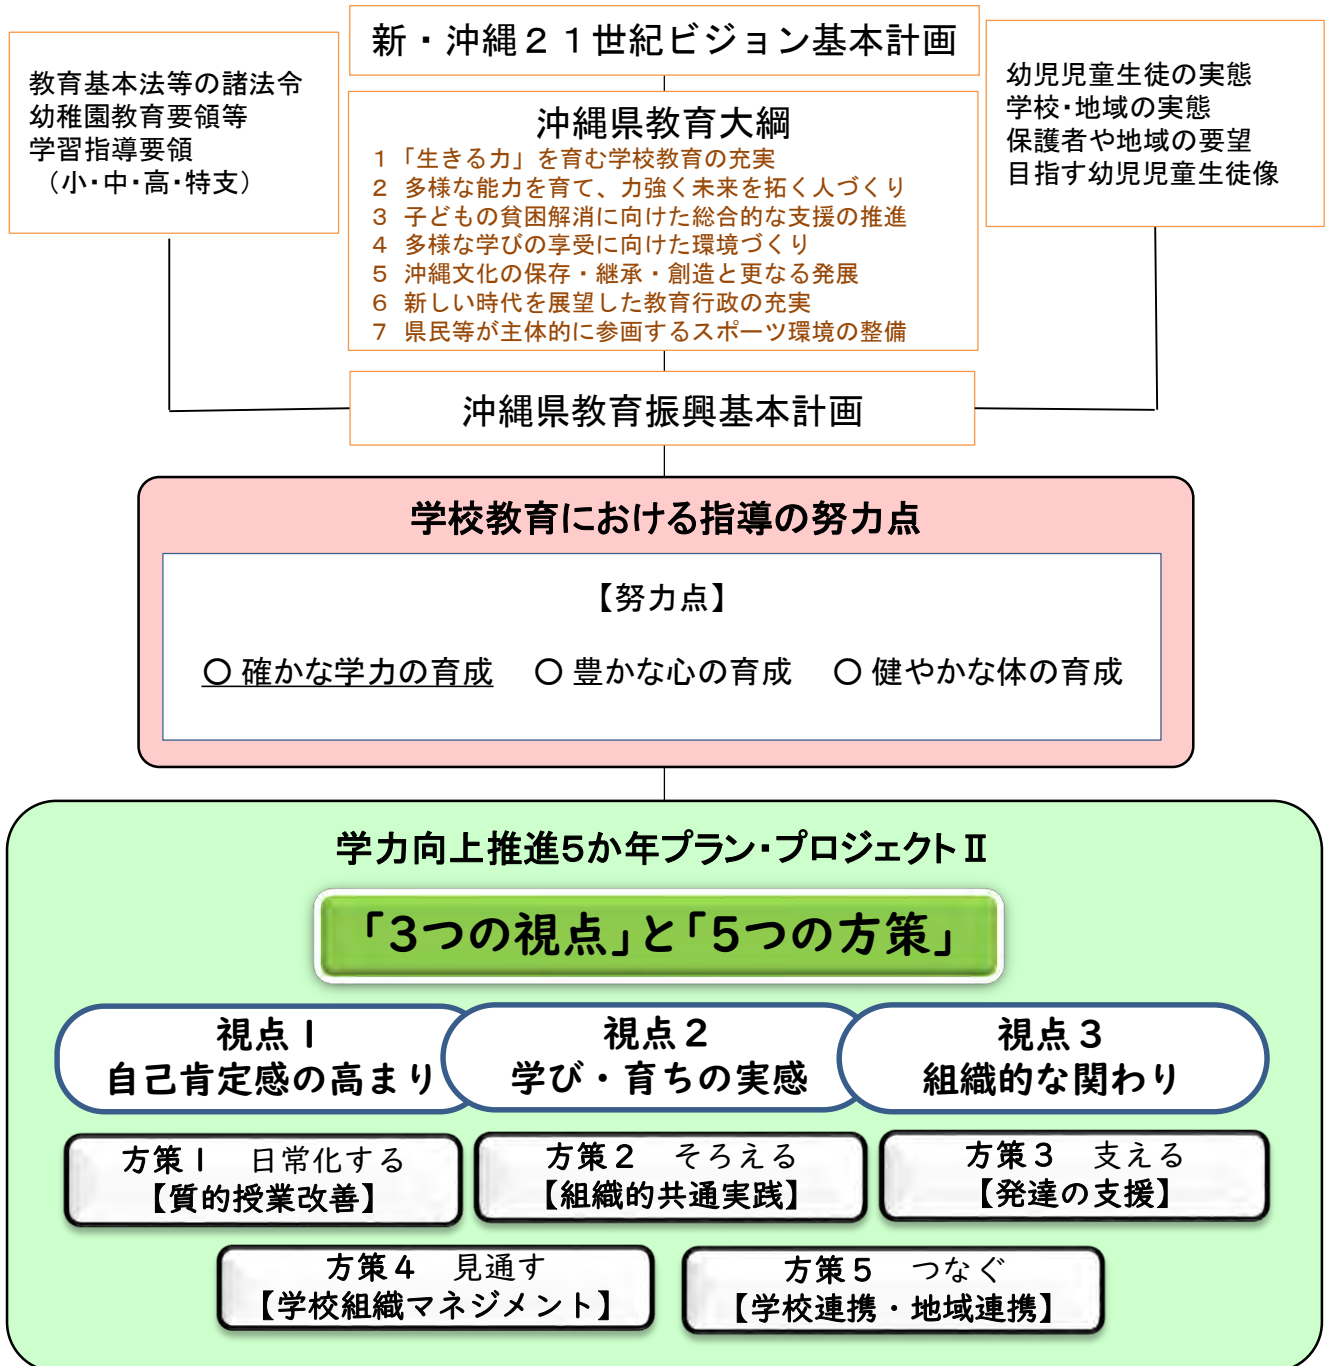 新・沖縄２１世紀ビジョン基本計画
教育基本法等の諸法令
幼稚園教育要領等
学習指導要領
（小・中・高・特支）
沖縄県教育大綱
１「生きる力」を育む学校教育の充実
２ 多様な能力を育て、力強く未来を拓く人づくり
３ 子どもの貧困解消に向けた総合的な支援の推進
４ 多様な学びの享受に向けた環境づくり
５ 沖縄文化の保存・継承・創造と更なる発展
６ 新しい時代を展望した教育行政の充実
７ 県民等が主体的に参画するスポーツ環境の整備
幼児児童生徒の実態
学校・地域の実態
保護者や地域の要望
目指す幼児児童生徒像
沖縄県教育振興基本計画
学校教育における指導の努力点
【努力点】
〇 確かな学力の育成　〇 豊かな心の育成　〇 健やかな体の育成
学力向上推進5か年プラン・プロジェクトⅡ
「3つの視点」と「5つの方策」
視点１
自己肯定感の高まり
視点２
学び・育ちの実感
視点３
組織的な関わり
方策１　日常化する
【質的授業改善】
方策２　そろえる
【組織的共通実践】
方策３　支える
【発達の支援】
方策４　見通す
【学校組織マネジメント】
方策５　つなぐ
【学校連携・地域連携】